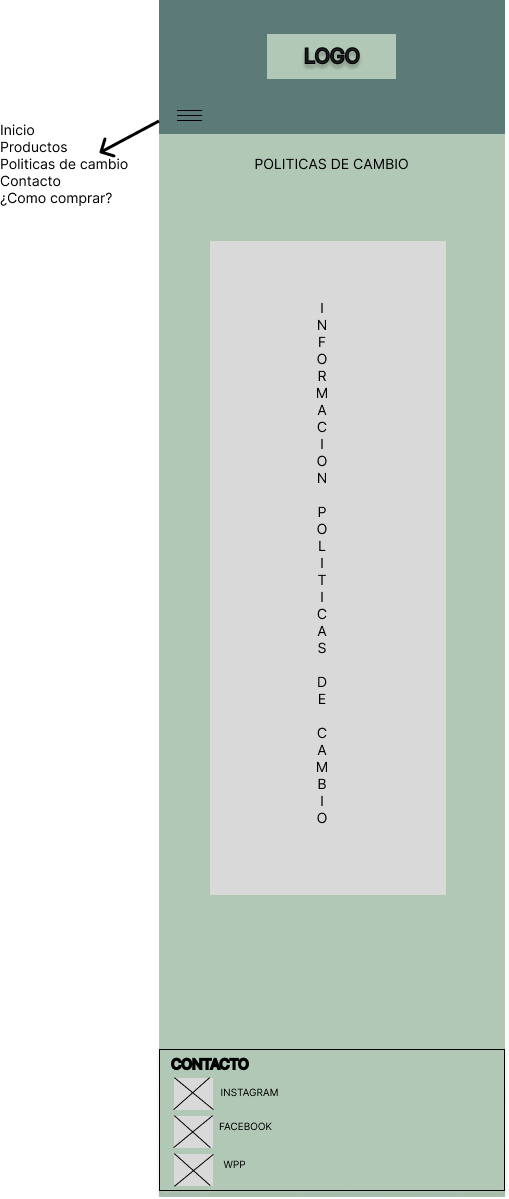 LOGO
Inicio
Productos
Politicas de cambio
Contacto
¿Como comprar?
POLITICAS DE CAMBIO
I
N
F
O
R
M
A
C
I
O
N
P
O
L
I
T
I
C
A
S
D
E
C
A
M
B
I
O
CONTACTO
INSTAGRAM
FACEBOOK
WPP